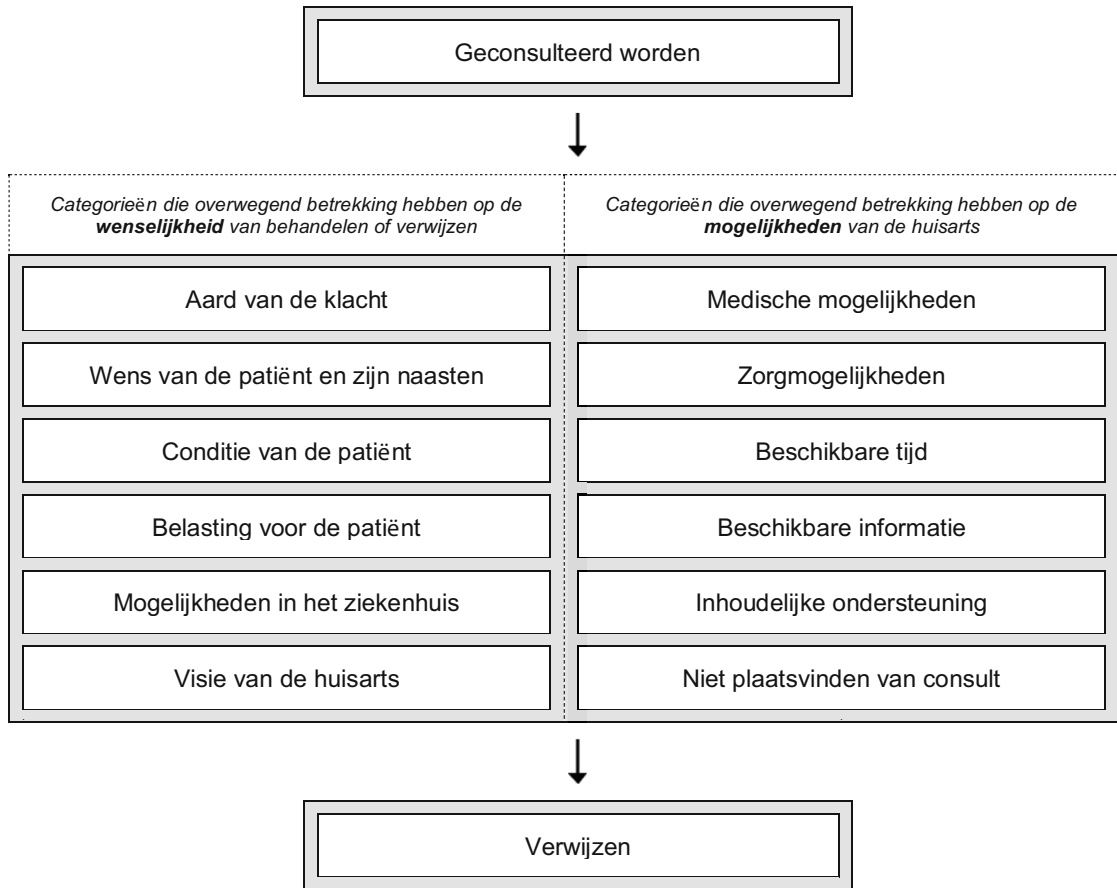 Geconsulteerd worden
Categorieën die overwegend betrekking hebben op de
wenselijkheid van behandelen of verwijzen
Categorieën die overwegend betrekking hebben op de
mogelijkheden van de huisarts
Aard van de klacht
Medische mogelijkheden
Wens van de patiënt en zijn naasten
Zorgmogelijkheden
Conditie van de patiënt
Beschikbare tijd
Belasting voor de patiënt
Beschikbare informatie
Mogelijkheden in het ziekenhuis
Inhoudelijke ondersteuning
Visie van de huisarts
Niet plaatsvinden van consult
Verwijzen